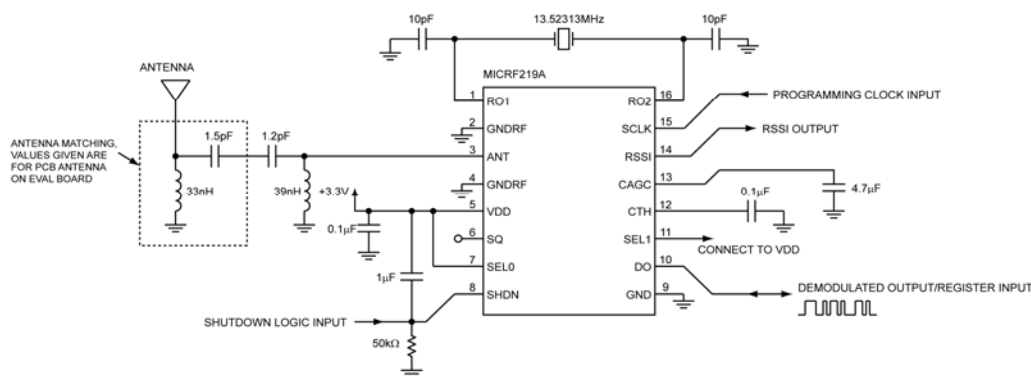 10pF
13.52313MHz
10pF
ANTENNA
MICRF219A
1
RO1
RO2
16
PROGRAMMING CLOCK INPUT
2
GNDRF
SCLK
15
RSSI OUTPUT
ANTENNA MATCHING,
VALUES GIVEN ARE
FOR PCB ANTENNA
ON EVAL BOARD
1.5pF
1.2pF
3
ANT
RSSI
14
33nH
39nH
+3.3V
4
GNDRF
CAGC
13
4.7µF
0.1µF
5
VDD
CTH
12
0.1µF
6
SQ
SEL1
11
CONNECT TO VDD
1µF
7
SEL0
DO
10
DEMODULATED OUTPUT/REGISTER INPUT
8
SHDN
GND
9
SHUTDOWN LOGIC INPUT
50kΩ